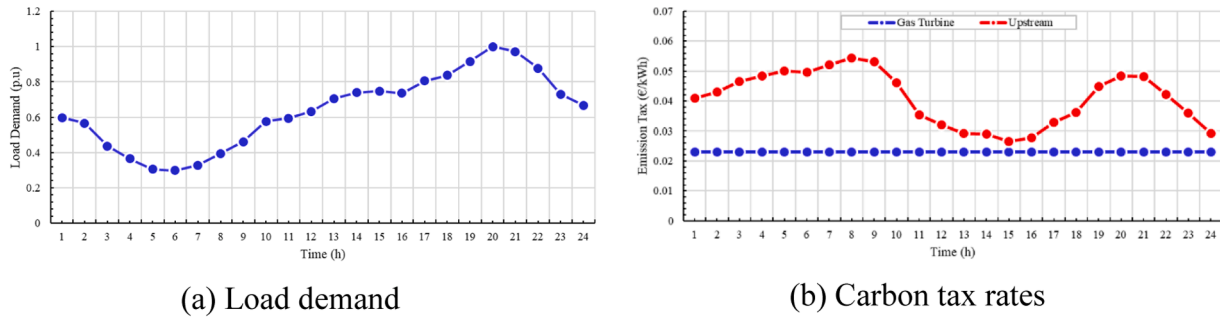 Load Demand (p.u)
1.2
1
0.8
0.6
0.4
0.2
0
1 2 3 4 5 6 7 8 9 10 11 12 13 14 15 16 17 18 19 20 21 22 23 24
Time (h)
(a) Load demand
Gas Turbine Upstream
Emission Tax (€/kWh)
0.07
0.06
0.05
0.04
0.03
0.02
0.01
0
1 2 3 4 5 6 7 8 9 10 11 12 13 14 15 16 17 18 19 20 21 22 23 24
Time (h)
(b) Carbon tax rates